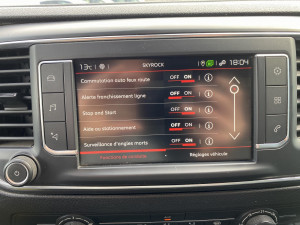 13°C SKYROCK 18:04
Commutation auto feux route OFF ON
Alerte franchissement ligne OFF ON
Stop and Start OFF ON
Aide au stationnement OFF ON
Surveillance d'angles morts OFF ON
Fonctions de conduite Réglages véhicule